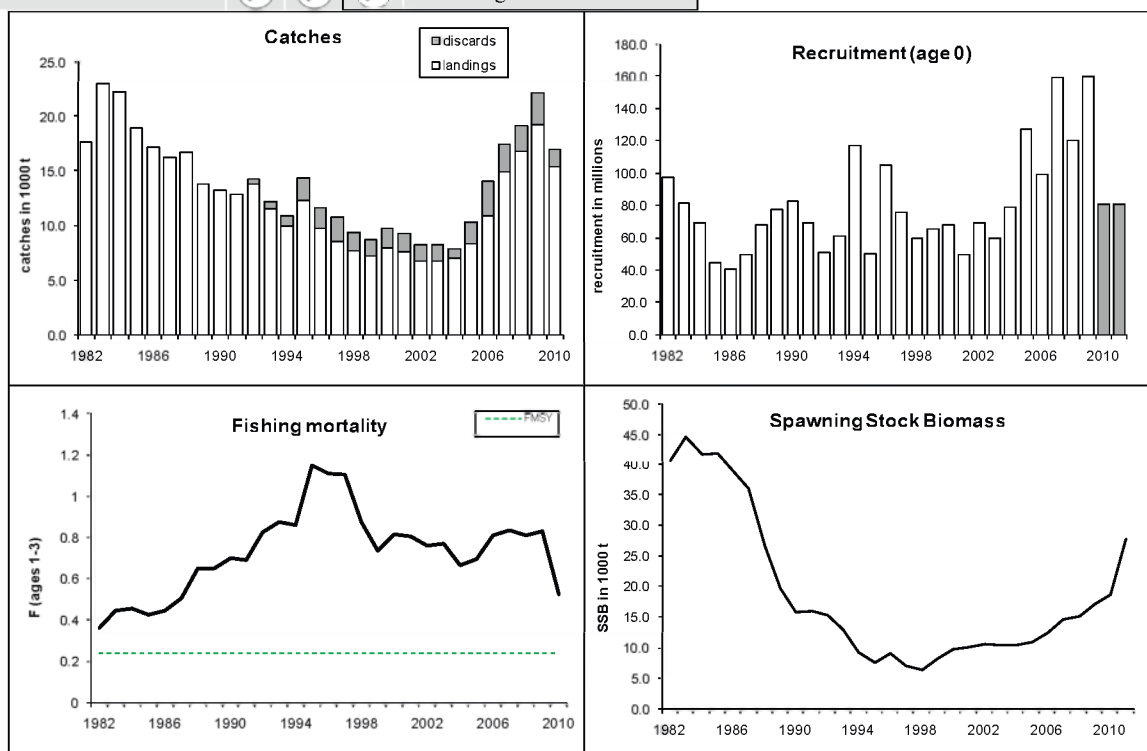 Catches
discards
landings
25.0
20.0
15.0
10.0
5.0
0.0
catches in 1000 t
1982 1986 1990 1994 1998 2002 2006 2010
Recruitment (age 0)
180.0
160.0
140.0
120.0
100.0
80.0
60.0
40.0
20.0
0.0
recruitment in millions
1982 1986 1990 1994 1998 2002 2006 2010
Fishing mortality
FMSY
1.4
1.2
1
0.8
0.6
0.4
0.2
0
F (ages 1-3)
1982 1986 1990 1994 1998 2002 2006 2010
Spawning Stock Biomass
50.0
45.0
40.0
35.0
30.0
25.0
20.0
15.0
10.0
5.0
0.0
SSB in 1000 t
1982 1986 1990 1994 1998 2002 2006 2010